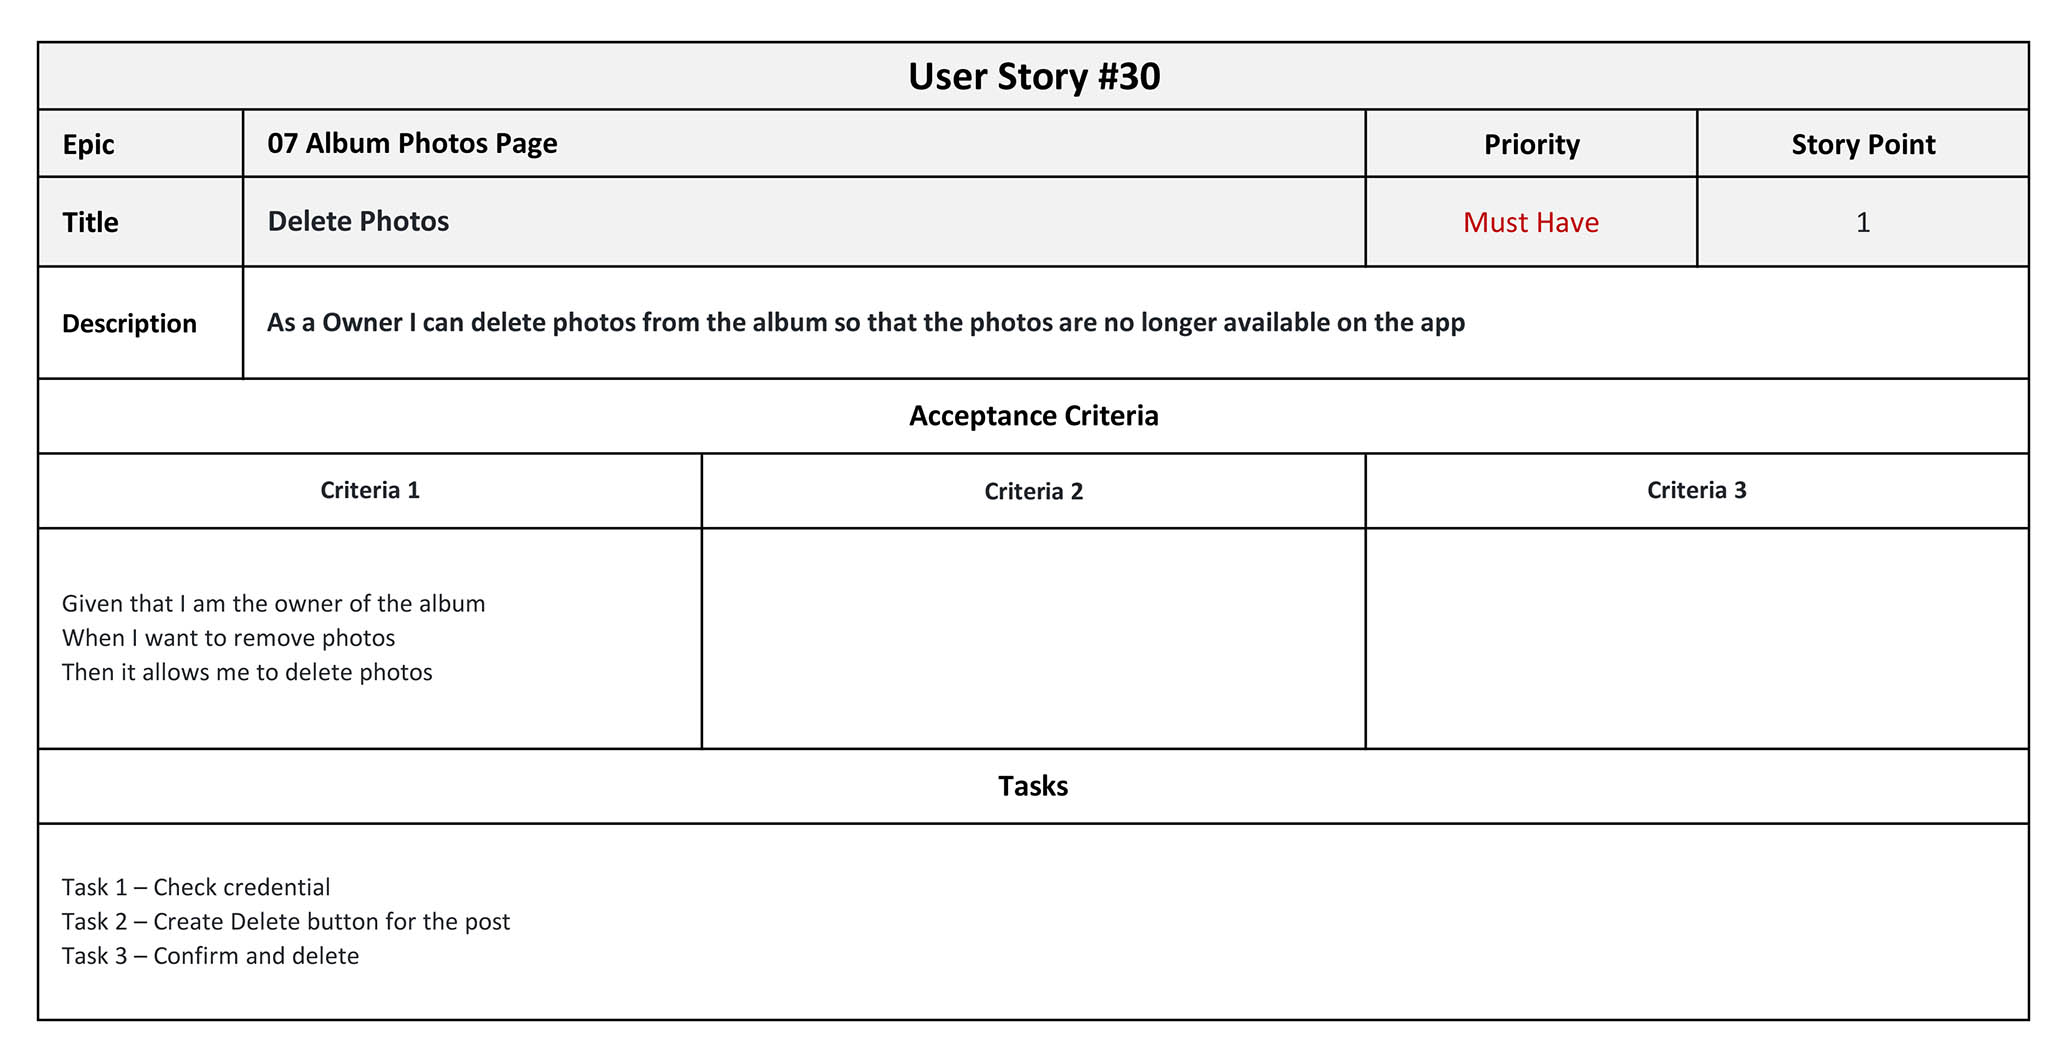 User Story #30
Epic
07 Album Photos Page
Priority
Story Point
Title
Delete Photos
Must Have
1
Description
As a Owner I can delete photos from the album so that the photos are no longer available on the app
Acceptance Criteria
Criteria 1
Criteria 2
Criteria 3
Given that I am the owner of the album
When I want to remove photos
Then it allows me to delete photos
Tasks
Task 1 – Check credential
Task 2 – Create Delete button for the post
Task 3 – Confirm and delete